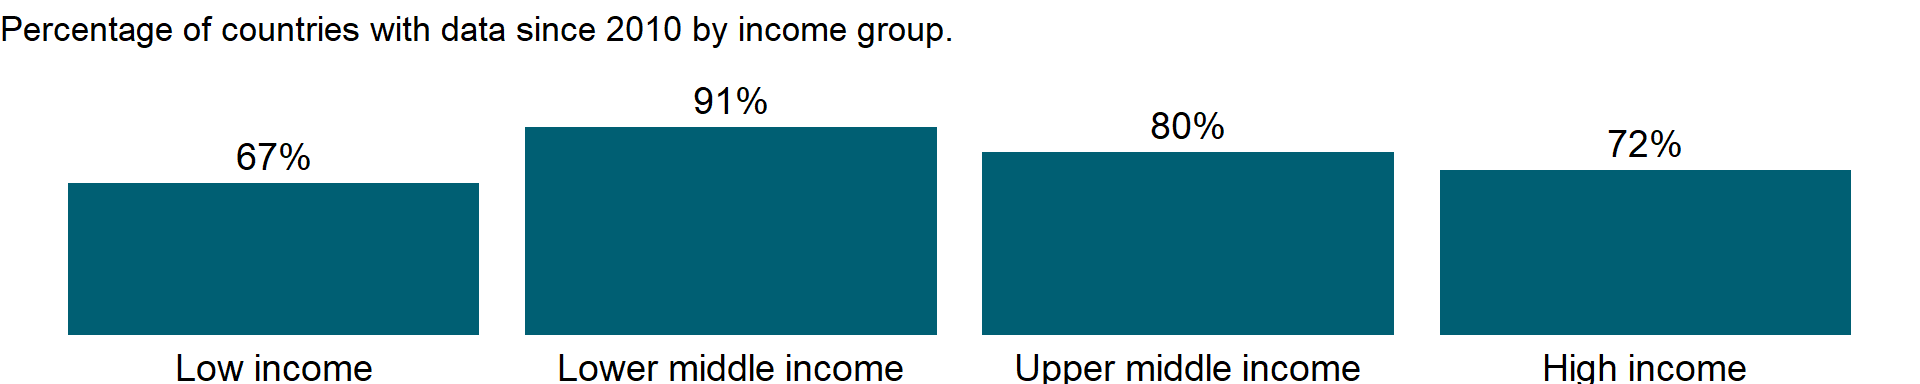 Percentage of countries with data since 2010 by income group.
91%
80%
72%
67%
Low income
Lower middle income
Upper middle income
High income